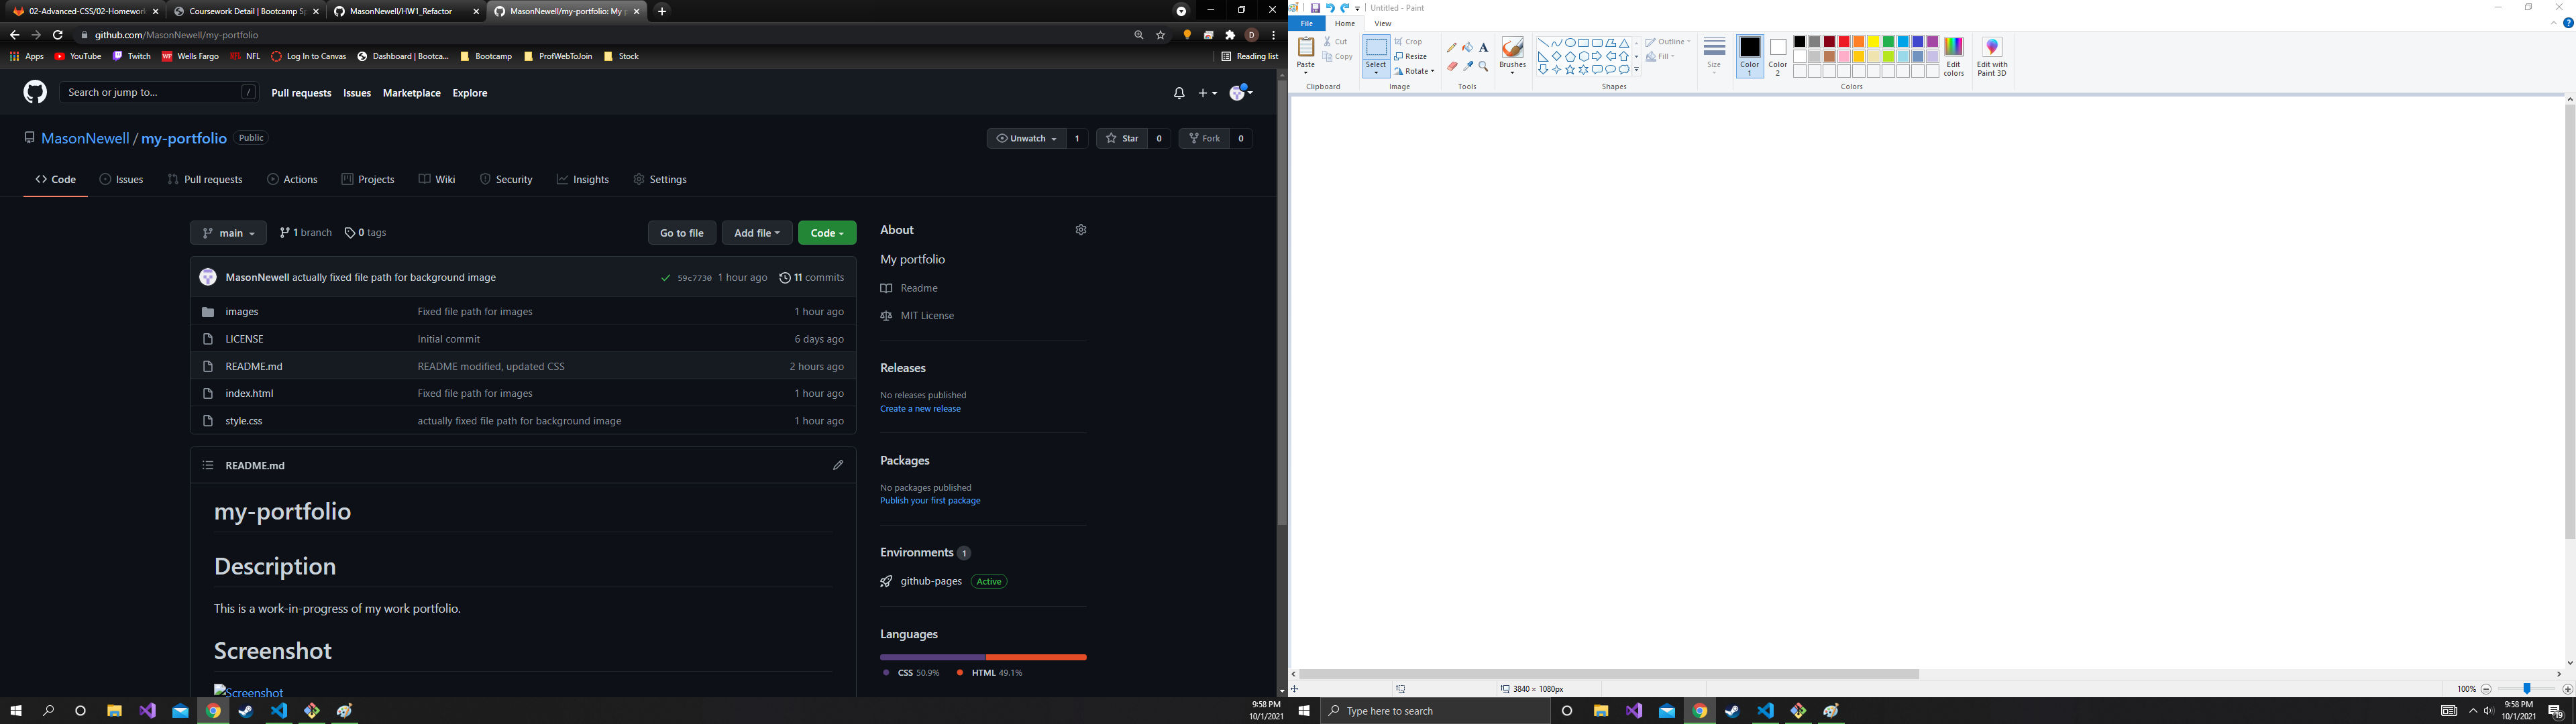 02-Advanced-CSS/02-Homework
Coursework Detail | Bootcamp Sp
MasonNewell/HW1_Refactor
MasonNewell/my-portfolio: My p
github.com/MasonNewell/my-portfolio
D
Apps
YouTube
Twitch
Wells Fargo
NFL
Log In to Canvas
Dashboard | Bootca...
Bootcamp
ProfWebToJoin
Stock
Reading list
Search or jump to...
/
Pull requests
Issues
Marketplace
Explore
MasonNewell / my-portfolio Public
Unwatch 1
Star 0
Fork 0
Code
Issues
Pull requests
Actions
Projects
Wiki
Security
Insights
Settings
main
1 branch
0 tags
Go to file
Add file
Code
MasonNewell actually fixed file path for background image
59c7730 1 hour ago
11 commits
images Fixed file path for images 1 hour ago
LICENSE Initial commit 6 days ago
README.md README modified, updated CSS 2 hours ago
index.html Fixed file path for images 1 hour ago
style.css actually fixed file path for background image 1 hour ago
README.md
my-portfolio
Description
This is a work-in-progress of my work portfolio.
Screenshot
Screenshot
About
My portfolio
Readme
MIT License
Releases
No releases published
Create a new release
Packages
No packages published
Publish your first package
Environments 1
github-pages Active
Languages
CSS 50.9%
HTML 49.1%
9:58 PM
10/1/2021
Untitled - Paint
File
Home
View
Paste
Cut
Copy
Clipboard
Select
Crop
Resize
Rotate
Image
A
Tools
Brushes
Outline
Fill
Shapes
Size
Color
1
Color
2
Edit
colors
Colors
Edit with
Paint 3D
3840 × 1080px
100%
Type here to search
9:58 PM
10/1/2021
19